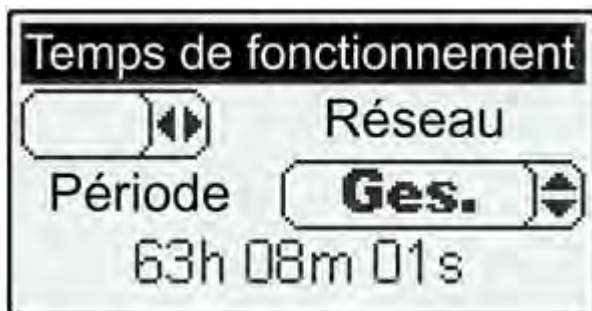 Temps de fonctionnement
Réseau
Période Ges.
63h 08m 01s